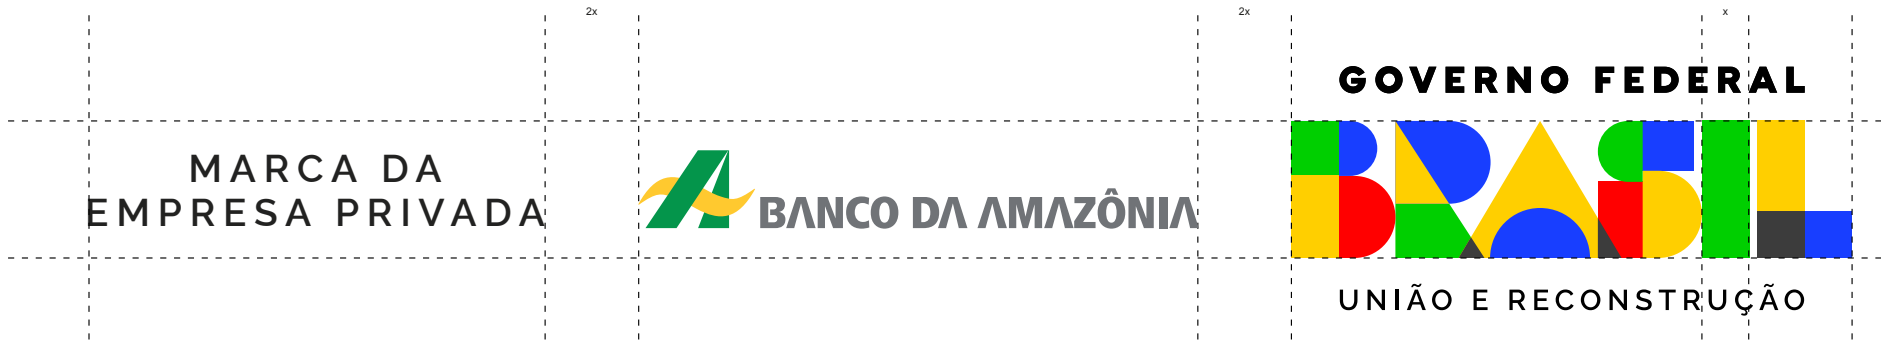 2x
2x
x
MARCA DA
EMPRESA PRIVADA
BANCO DA AMAZÔNIA
GOVERNO FEDERAL
BRASIL
UNIÃO E RECONSTRUÇÃO